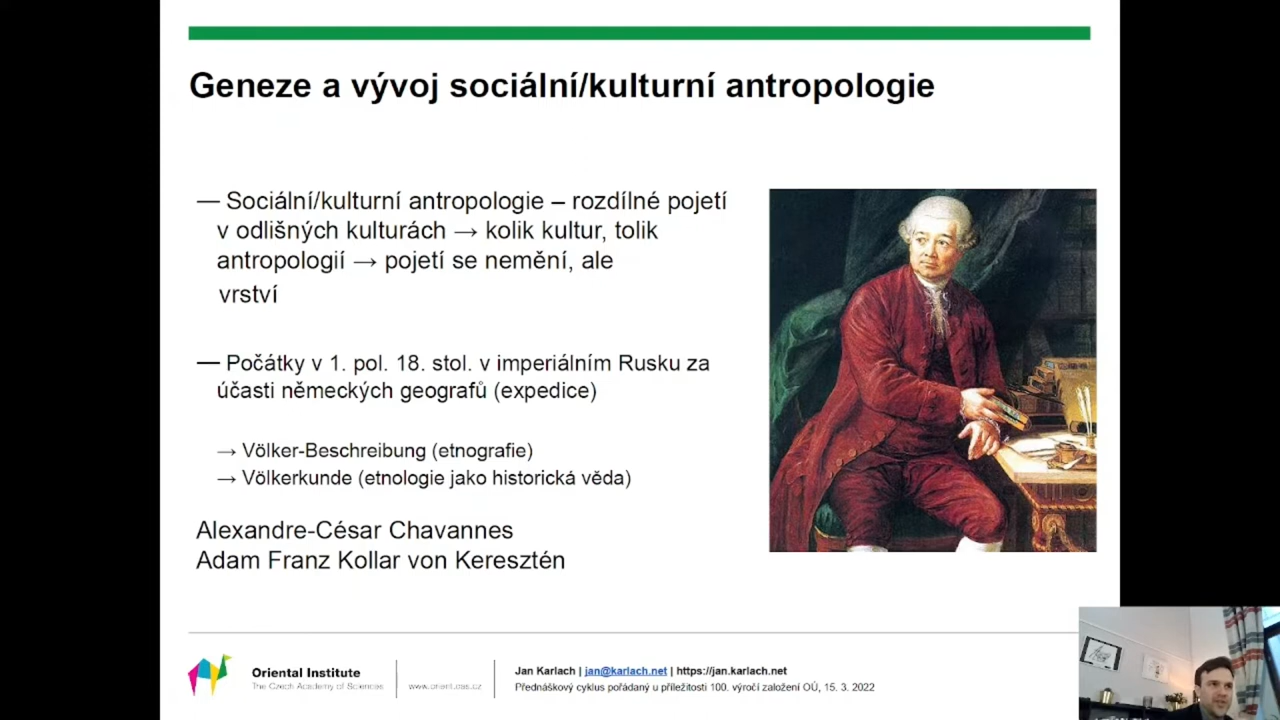 Geneze a vývoj sociální/kulturní antropologie
— Sociální/kulturní antropologie – rozdílné pojetí
v odlišných kulturách → kolik kultur, tolik
antropologií → pojetí se nemění, ale
vrství
— Počátky v 1. pol. 18. stol. v imperiálním Rusku za
účasti německých geografů (expedice)
→ Völker-Beschreibung (etnografie)
→ Völkerkunde (etnologie jako historická věda)
Alexandre-César Chavannes
Adam Franz Kollar von Keresztén
Oriental Institute
The Czech Academy of Sciences
www.orient.cas.cz
Jan Karlach | jan@karlach.net | https://jan.karlach.net
Přednáškový cyklus pořádaný u příležitosti 100. výročí založení OÚ, 15. 3. 2022